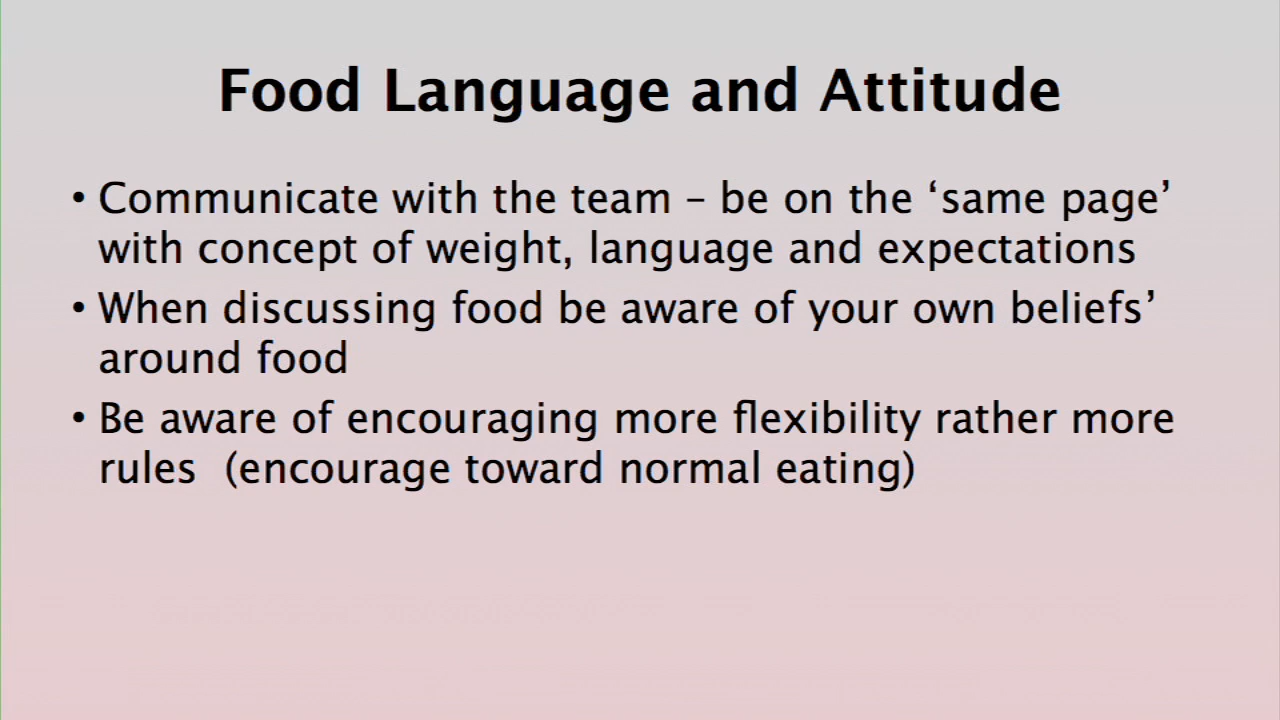 Food Language and Attitude
• Communicate with the team – be on the ‘same page’
with concept of weight, language and expectations
• When discussing food be aware of your own beliefs’
around food
• Be aware of encouraging more flexibility rather more
rules  (encourage toward normal eating)